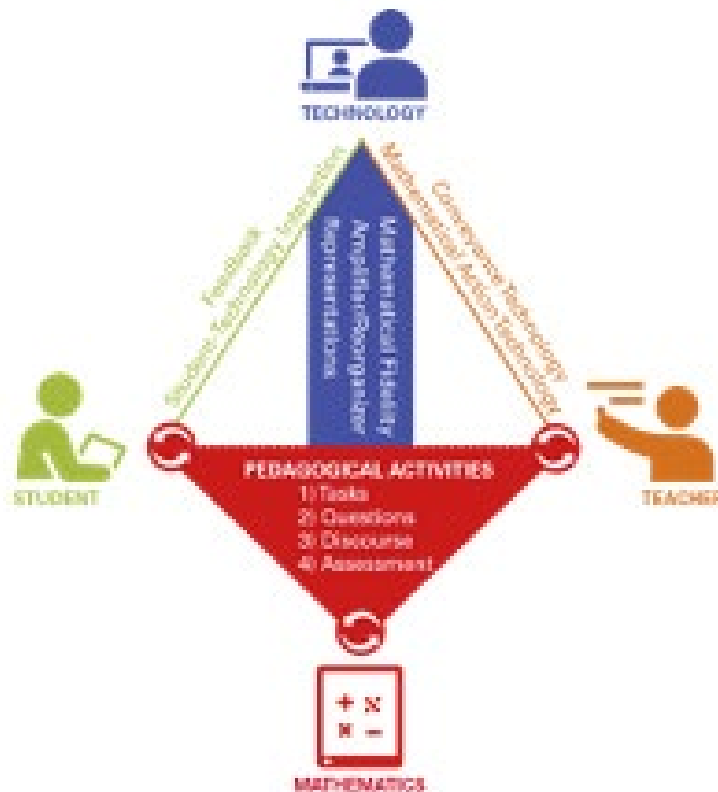 TECHNOLOGY
Feedback
Student-Technology Interaction
Mathematical Fidelity
Amplifier/Reorganizer
Representations
Conveyance Technology
Mathematical Action Technology
STUDENT
TEACHER
PEDAGOGICAL ACTIVITIES
1) Tasks
2) Questions
3) Discourse
4) Assessment
+ ×
× −
MATHEMATICS